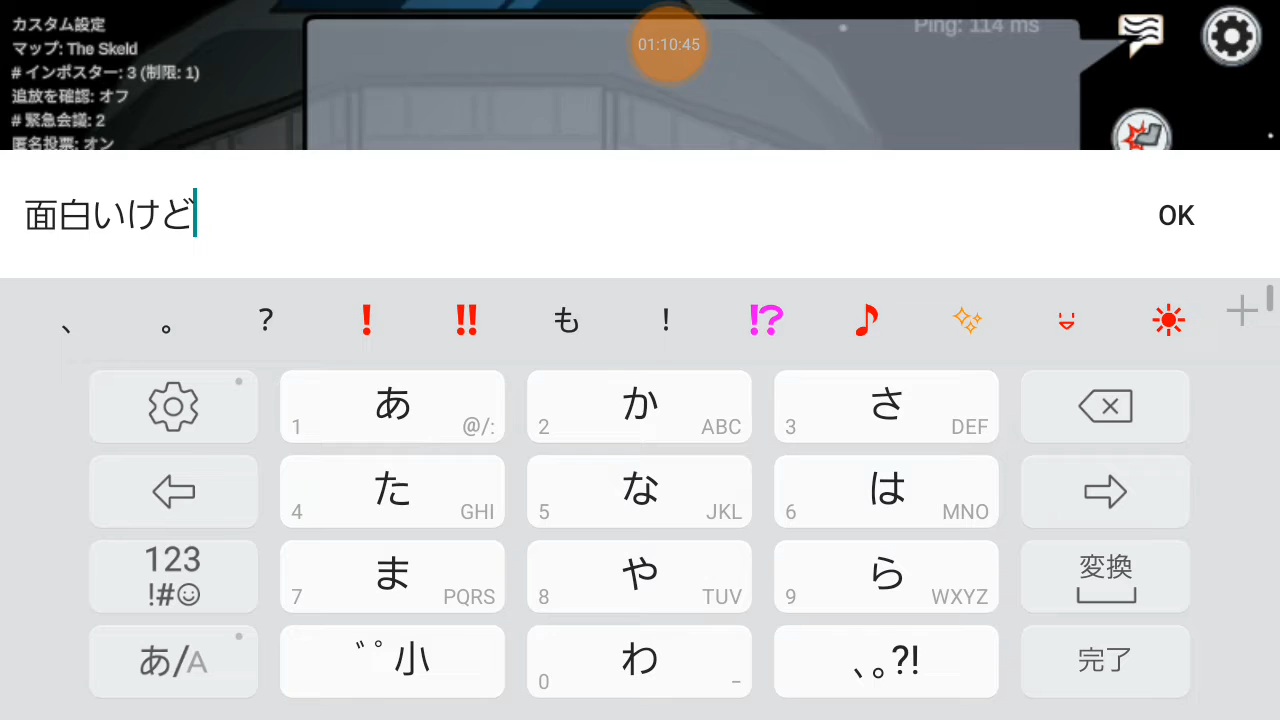 カスタム設定
マップ: The Skeld
# インポスター: 3 (制限: 1)
追放を確認: オフ
# 緊急会議: 2
匿名投票: オン
01:10:45
Ping: 114 ms
面白いけど
OK
、 。 ? ❗ ‼ も ! ⁉ ♪ ✨ ☀
あ 1 @/:
か 2 ABC
さ 3 DEF
た 4 GHI
な 5 JKL
は 6 MNO
123
!#☺
ま 7 PQRS
や 8 TUV
ら 9 WXYZ
変換
あ/A
゛゜小
わ 0 -
、。?!
完了